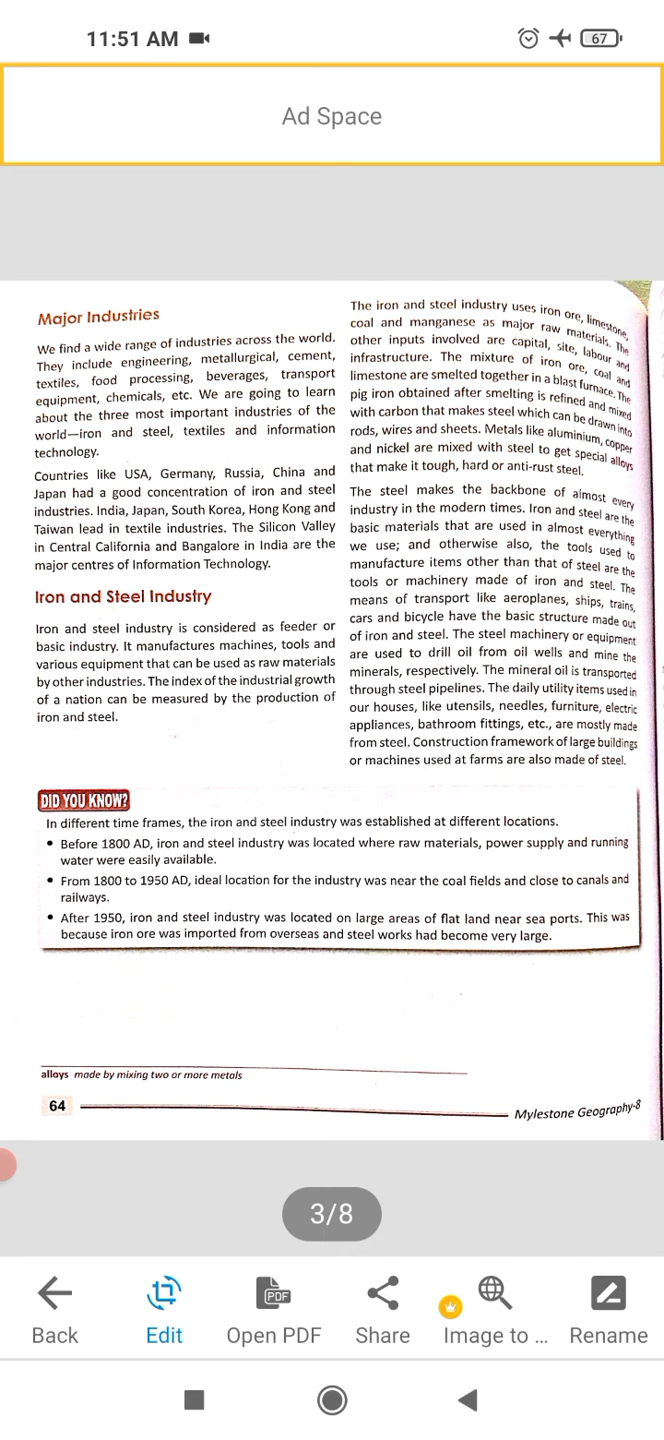 11:51 AM
67
Ad Space
Major Industries
We find a wide range of industries across the world.
They include engineering, metallurgical, cement,
textiles, food processing, beverages, transport
equipment, chemicals, etc. We are going to learn
about the three most important industries of the
world—iron and steel, textiles and information
technology.
Countries like USA, Germany, Russia, China and
Japan had a good concentration of iron and steel
industries. India, Japan, South Korea, Hong Kong and
Taiwan lead in textile industries. The Silicon Valley
in Central California and Bangalore in India are the
major centres of Information Technology.
Iron and Steel Industry
Iron and steel industry is considered as feeder or
basic industry. It manufactures machines, tools and
various equipment that can be used as raw materials
by other industries. The index of the industrial growth
of a nation can be measured by the production of
iron and steel.
The iron and steel industry uses iron ore, limestone,
coal and manganese as major raw materials. The
other inputs involved are capital, site, labour and
infrastructure. The mixture of iron ore, coal and
limestone are smelted together in a blast furnace. The
pig iron obtained after smelting is refined and mixed
with carbon that makes steel which can be drawn into
rods, wires and sheets. Metals like aluminium, copper
and nickel are mixed with steel to get special alloys
that make it tough, hard or anti-rust steel.
The steel makes the backbone of almost every
industry in the modern times. Iron and steel are the
basic materials that are used in almost everything
we use; and otherwise also, the tools used to
manufacture items other than that of steel are the
tools or machinery made of iron and steel. The
means of transport like aeroplanes, ships, trains,
cars and bicycle have the basic structure made out
of iron and steel. The steel machinery or equipment
are used to drill oil from oil wells and mine the
minerals, respectively. The mineral oil is transported
through steel pipelines. The daily utility items used in
our houses, like utensils, needles, furniture, electric
appliances, bathroom fittings, etc., are mostly made
from steel. Construction framework of large buildings
or machines used at farms are also made of steel.
DID YOU KNOW?
In different time frames, the iron and steel industry was established at different locations.
• Before 1800 AD, iron and steel industry was located where raw materials, power supply and running
water were easily available.
• From 1800 to 1950 AD, ideal location for the industry was near the coal fields and close to canals and
railways.
• After 1950, iron and steel industry was located on large areas of flat land near sea ports. This was
because iron ore was imported from overseas and steel works had become very large.
alloys made by mixing two or more metals
64
Mylestone Geography-8
3/8
PDF
Back
Edit
Open PDF
Share
Image to ...
Rename